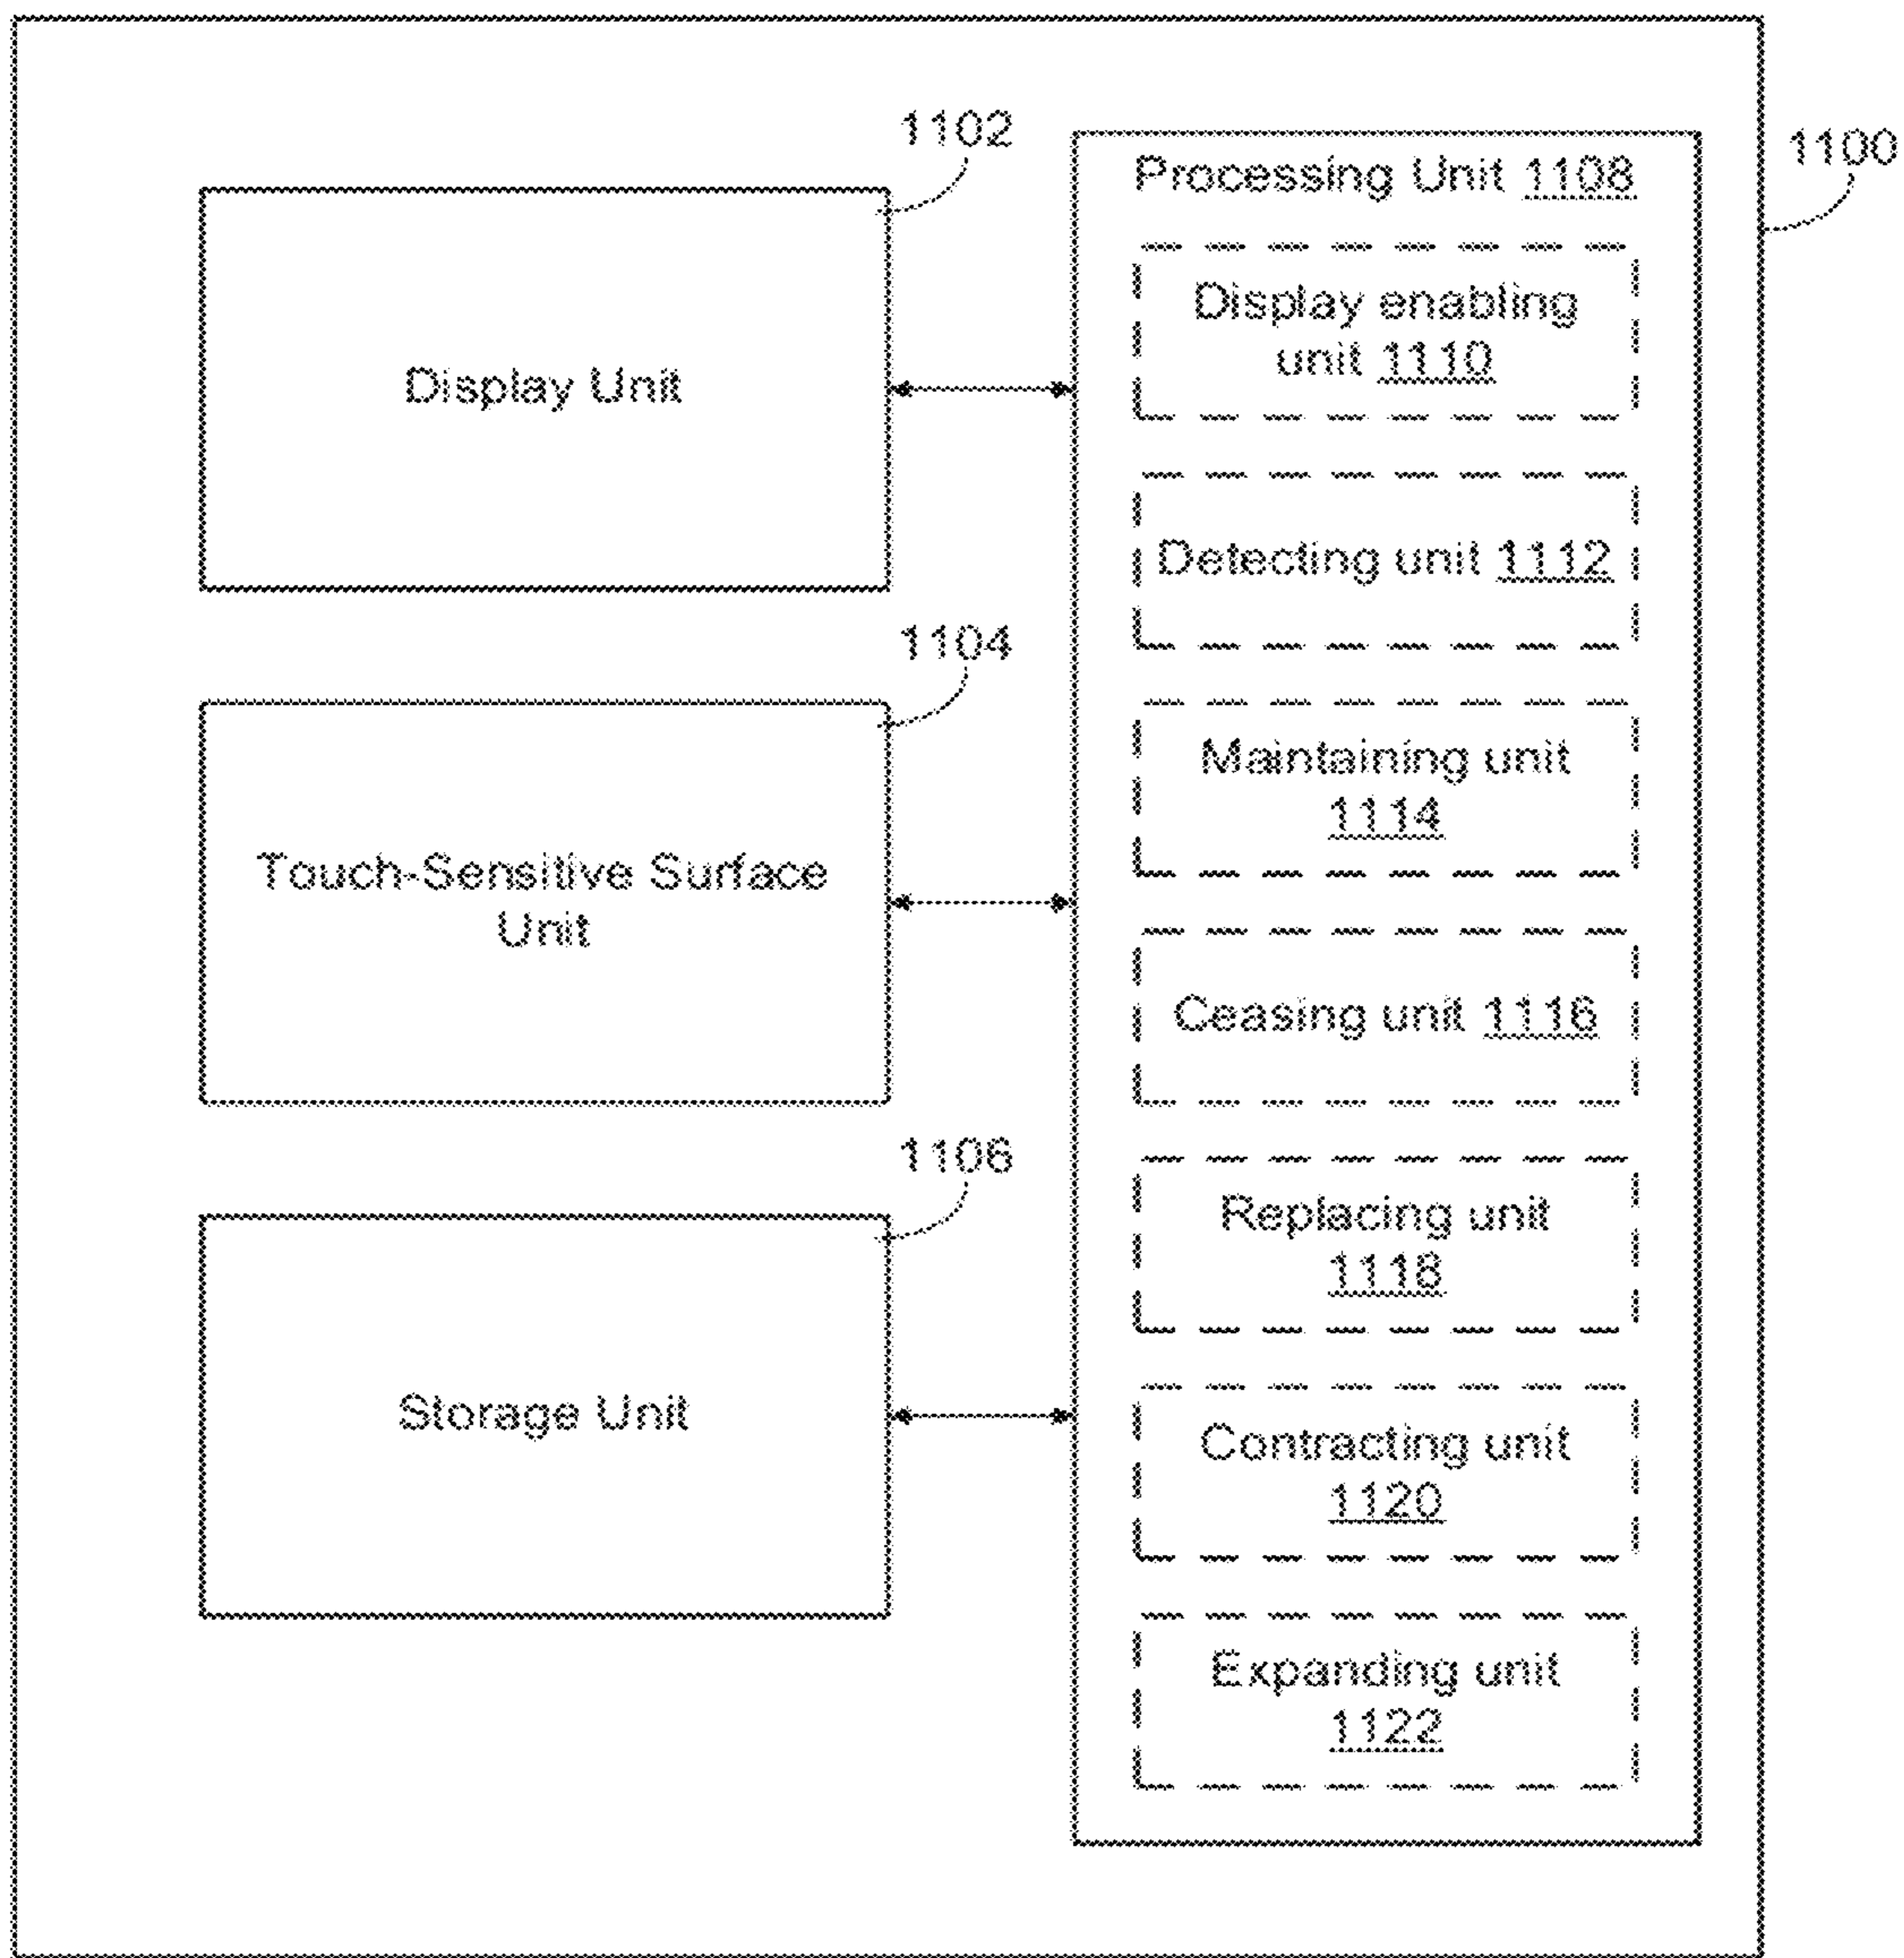 1102
1100
Display Unit
1104
Touch-Sensitive Surface
Unit
1106
Storage Unit
Processing Unit 1108
Display enabling
unit 1110
Detecting unit 1112
Maintaining unit
1114
Ceasing unit 1116
Replacing unit
1118
Contracting unit
1120
Expanding unit
1122